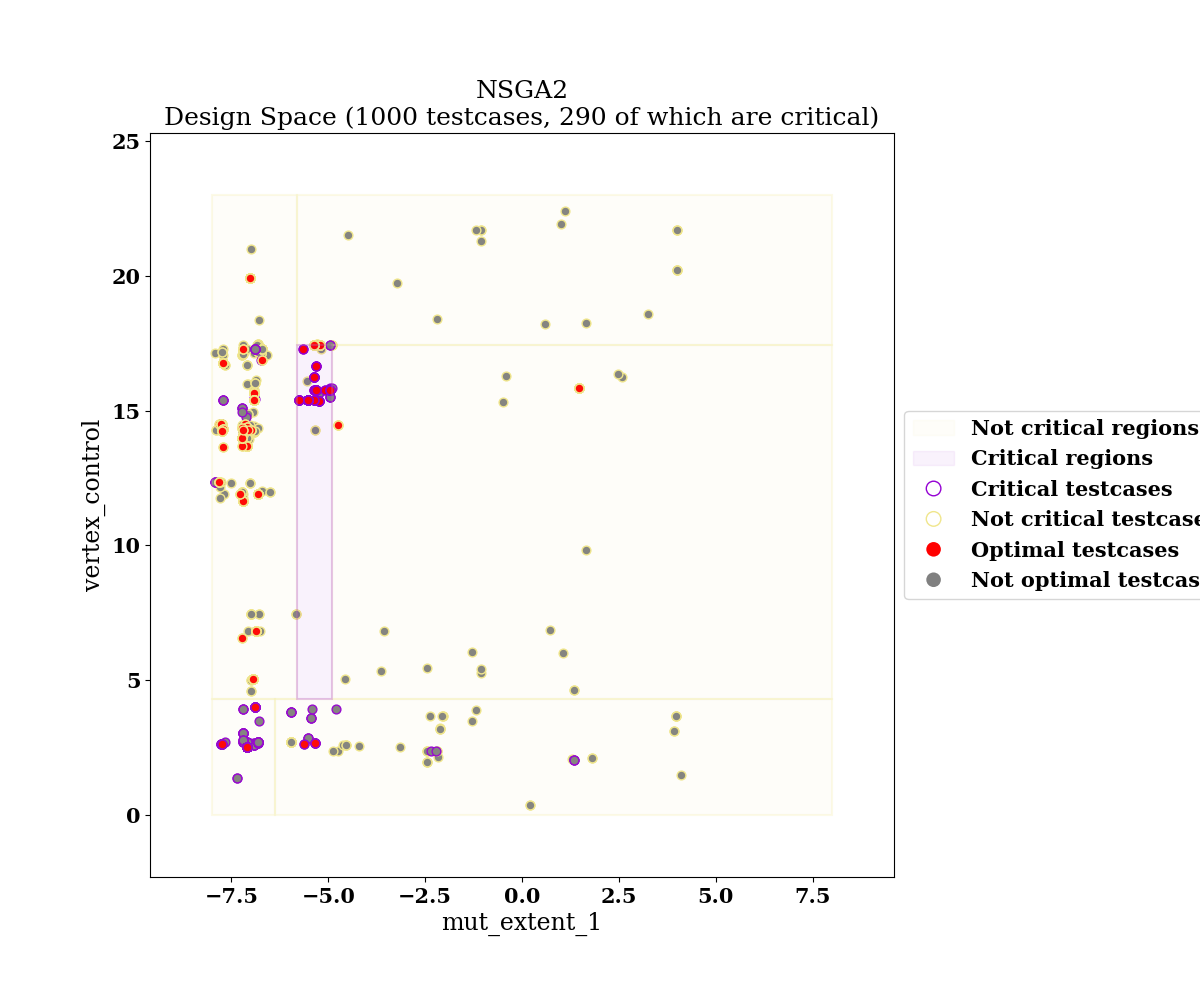 NSGA2
Design Space (1000 testcases, 290 of which are critical)
25
20
15
10
5
0
vertex_control
−7.5
−5.0
−2.5
0.0
2.5
5.0
7.5
mut_extent_1
Not critical regions
Critical regions
Critical testcases
Not critical testcase
Optimal testcases
Not optimal testcas